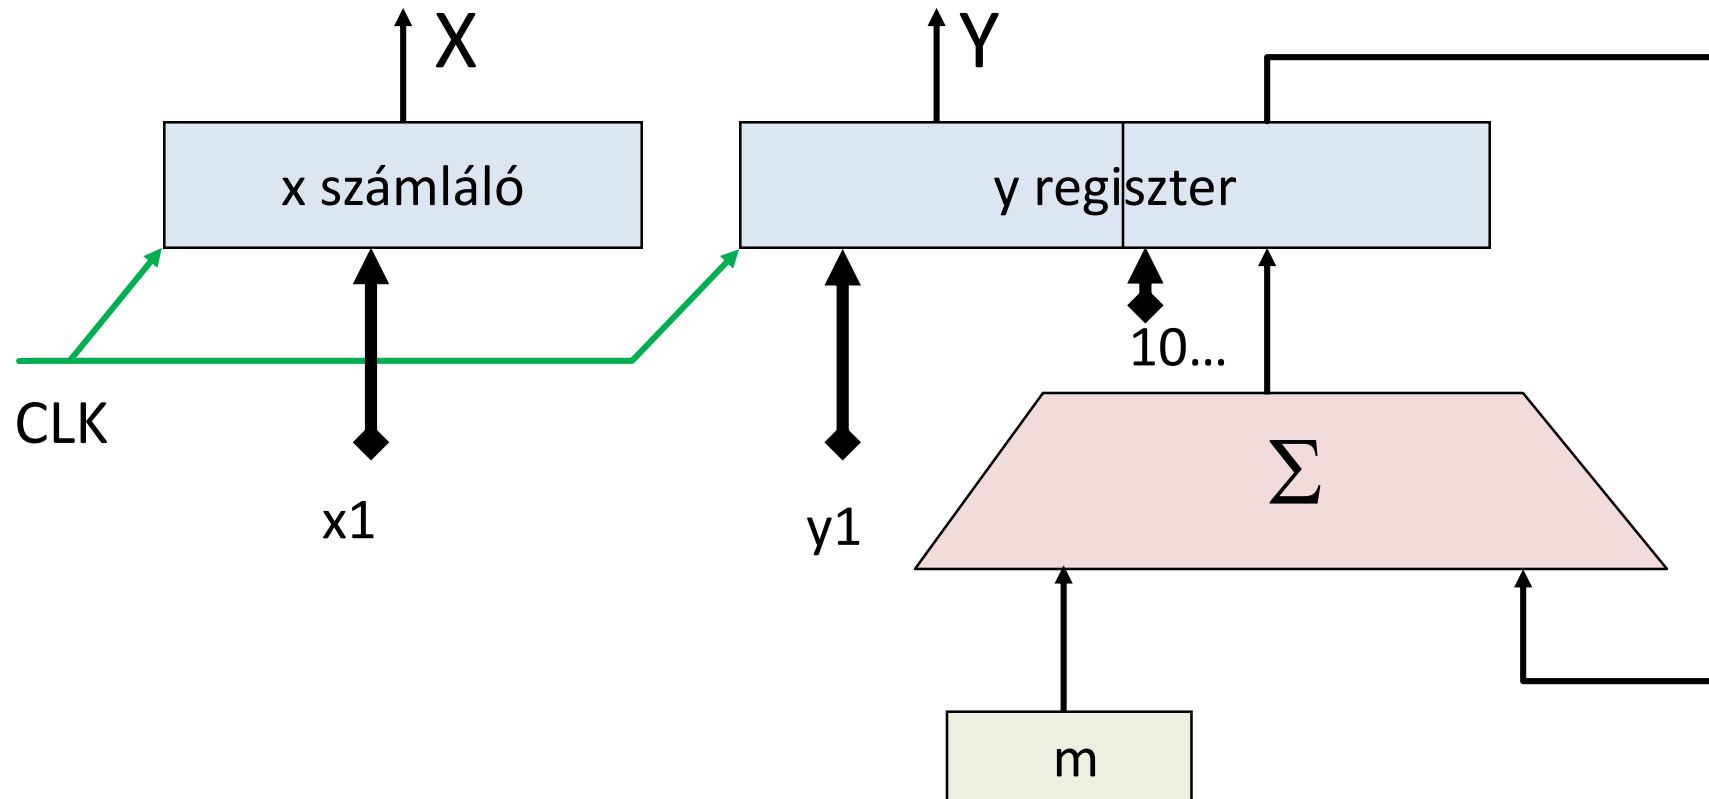 X
Y
x számláló
y regiszter
10...
CLK
Σ
x1
y1
m